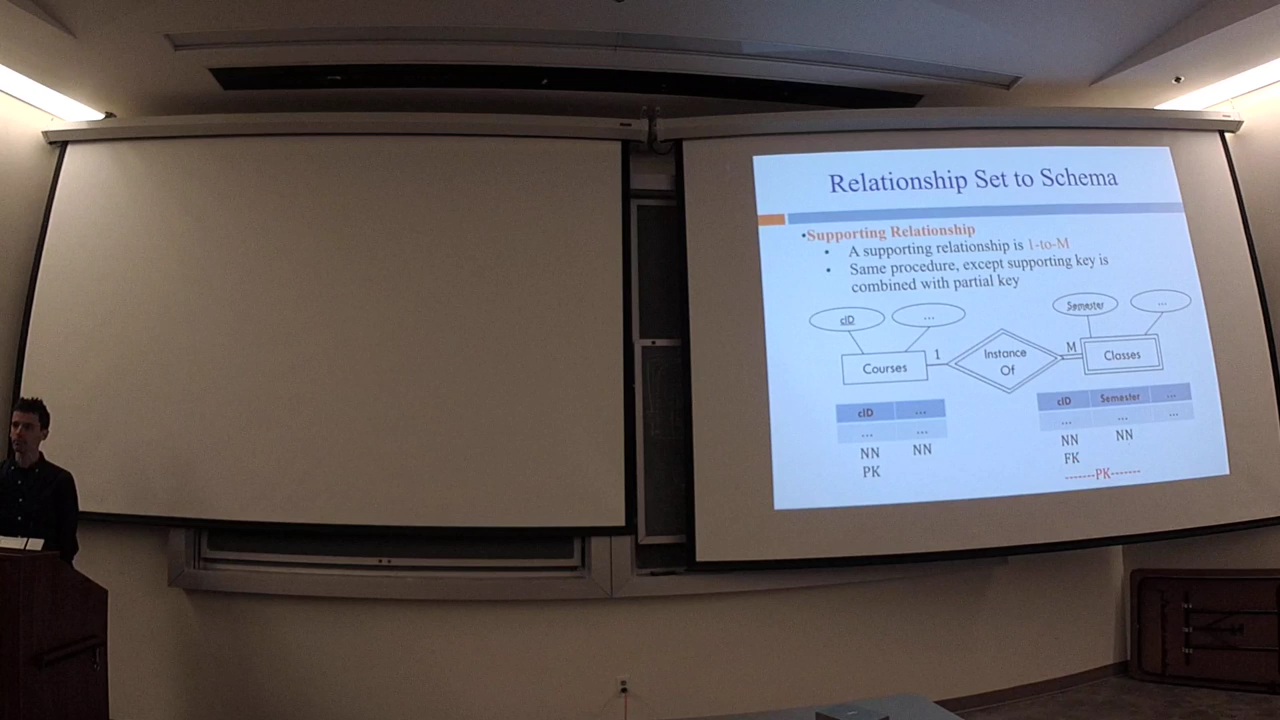 Relationship Set to Schema
•Supporting Relationship
• A supporting relationship is 1-to-M
• Same procedure, except supporting key is
combined with partial key
cID ... Semester ...
Courses 1 Instance Of M Classes
cID ...
... ...
NN NN
PK
cID Semester ...
... ... ...
NN NN
FK
-------PK-------